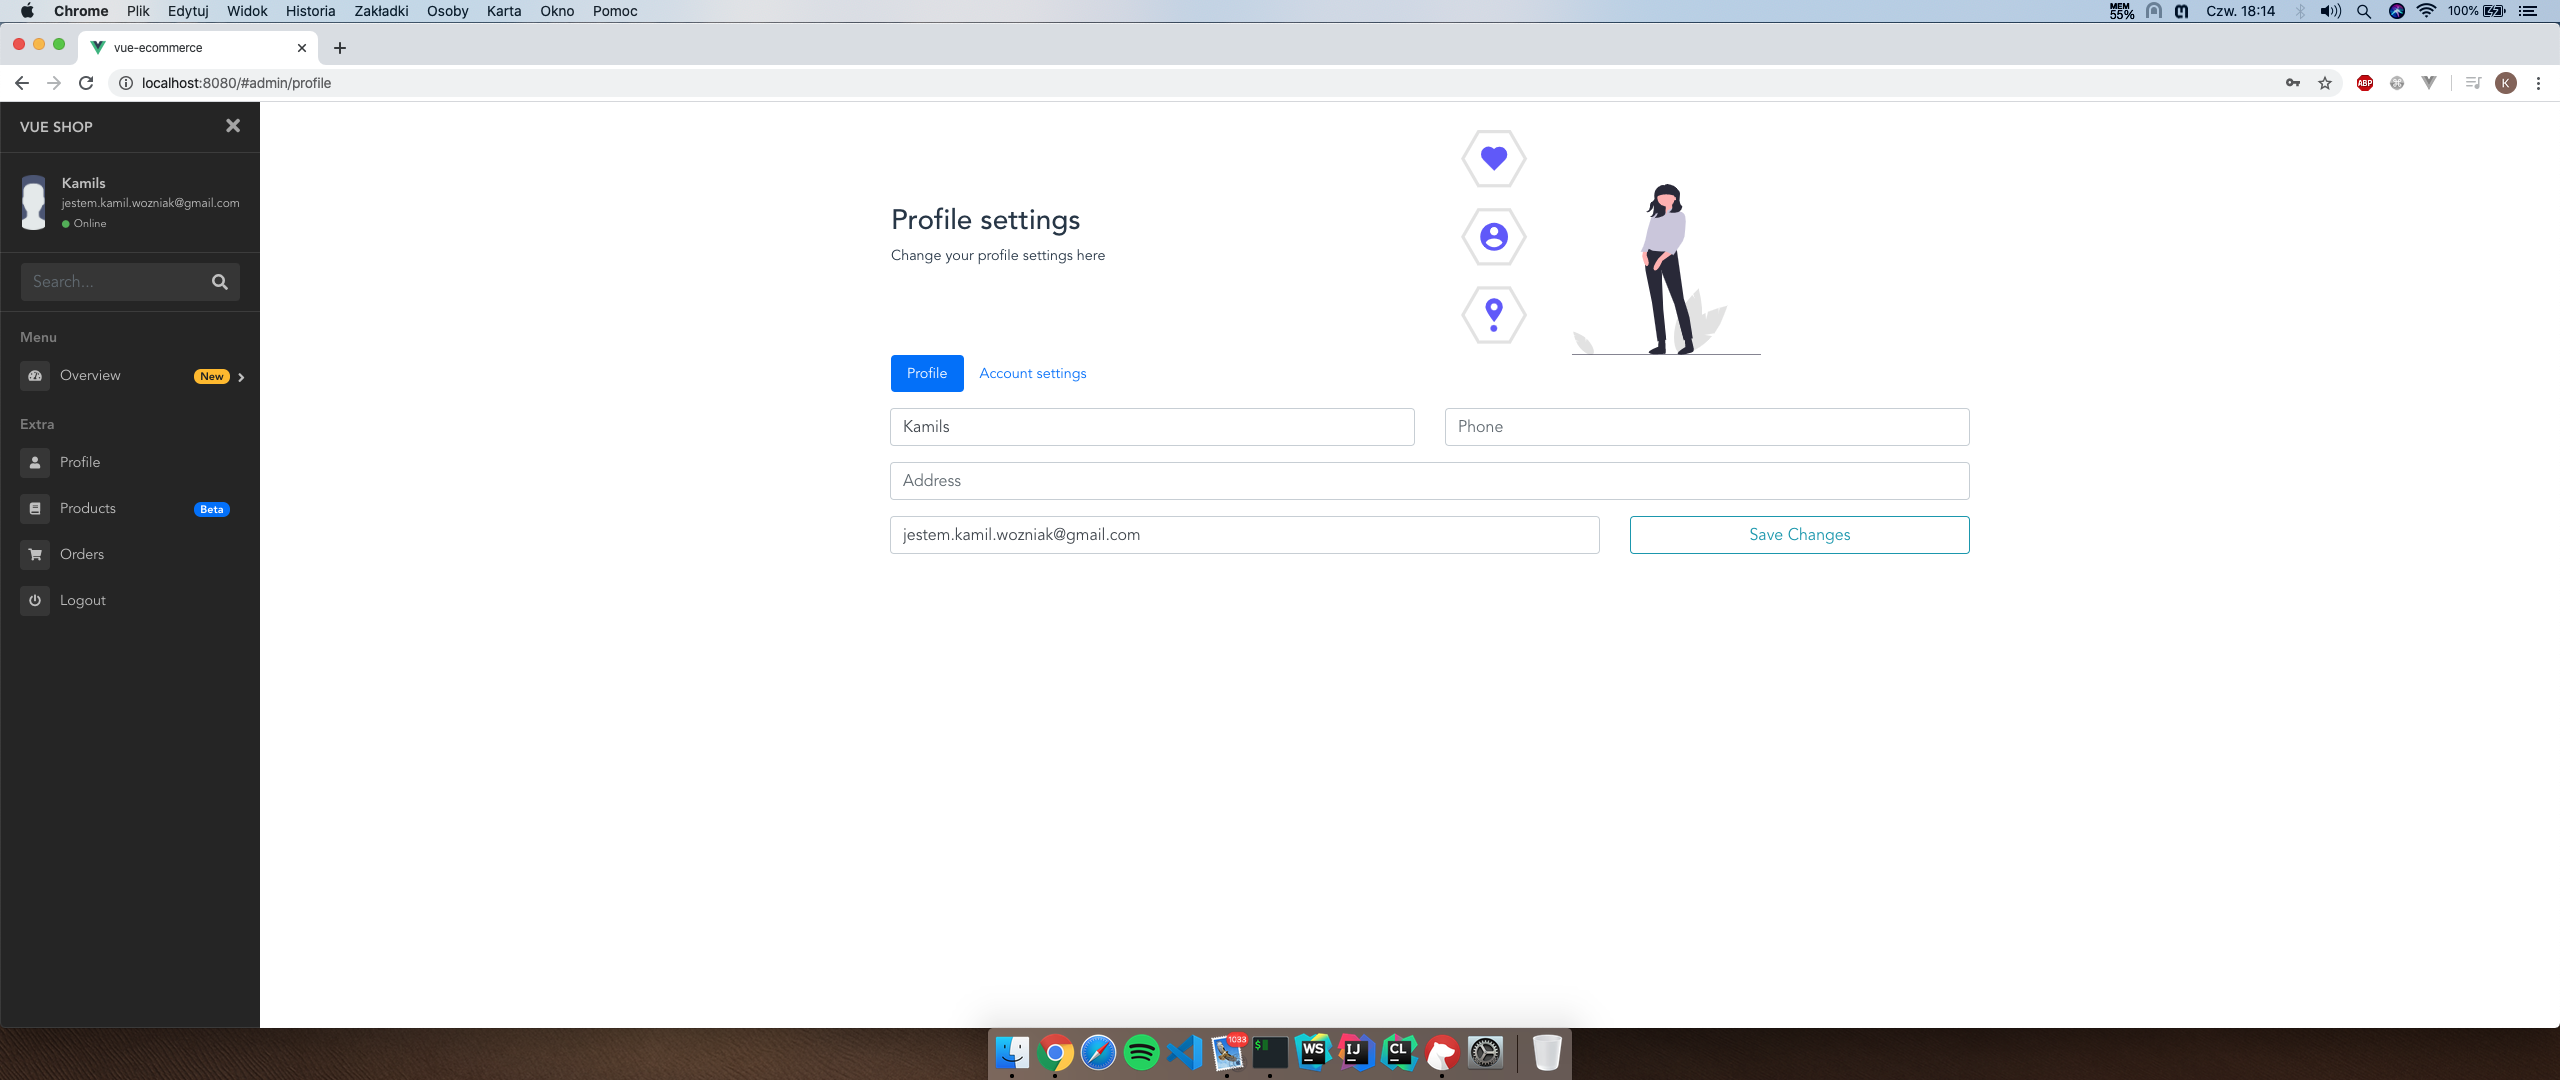 Chrome Plik Edytuj Widok Historia Zakładki Osoby Karta Okno Pomoc MEM 55% Czw. 18:14 100%
vue-ecommerce
localhost:8080/#admin/profile ABP K
VUE SHOP
Kamils
jestem.kamil.wozniak@gmail.com
Online
Search...
Menu
Overview New
Extra
Profile
Products Beta
Orders
Logout
Profile settings
Change your profile settings here
Profile Account settings
Kamils Phone
Address
jestem.kamil.wozniak@gmail.com Save Changes
1033 $ WS IJ CL